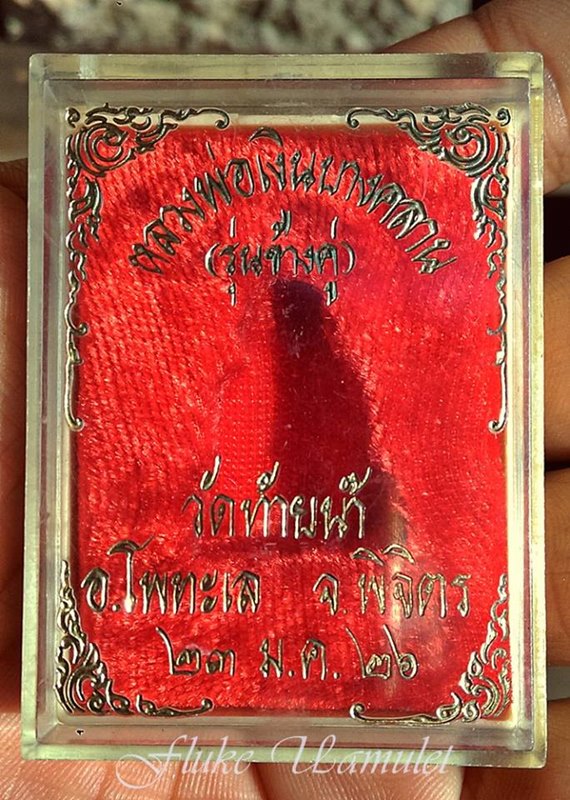 หลวงพ่อเงินบางคลาน
(รุ่นช้างคู่)
วัดท้ายน้ำ
อ.โพทะเล จ.พิจิตร
๒๓ ม.ค. ๒๖
Fluke Uamulet